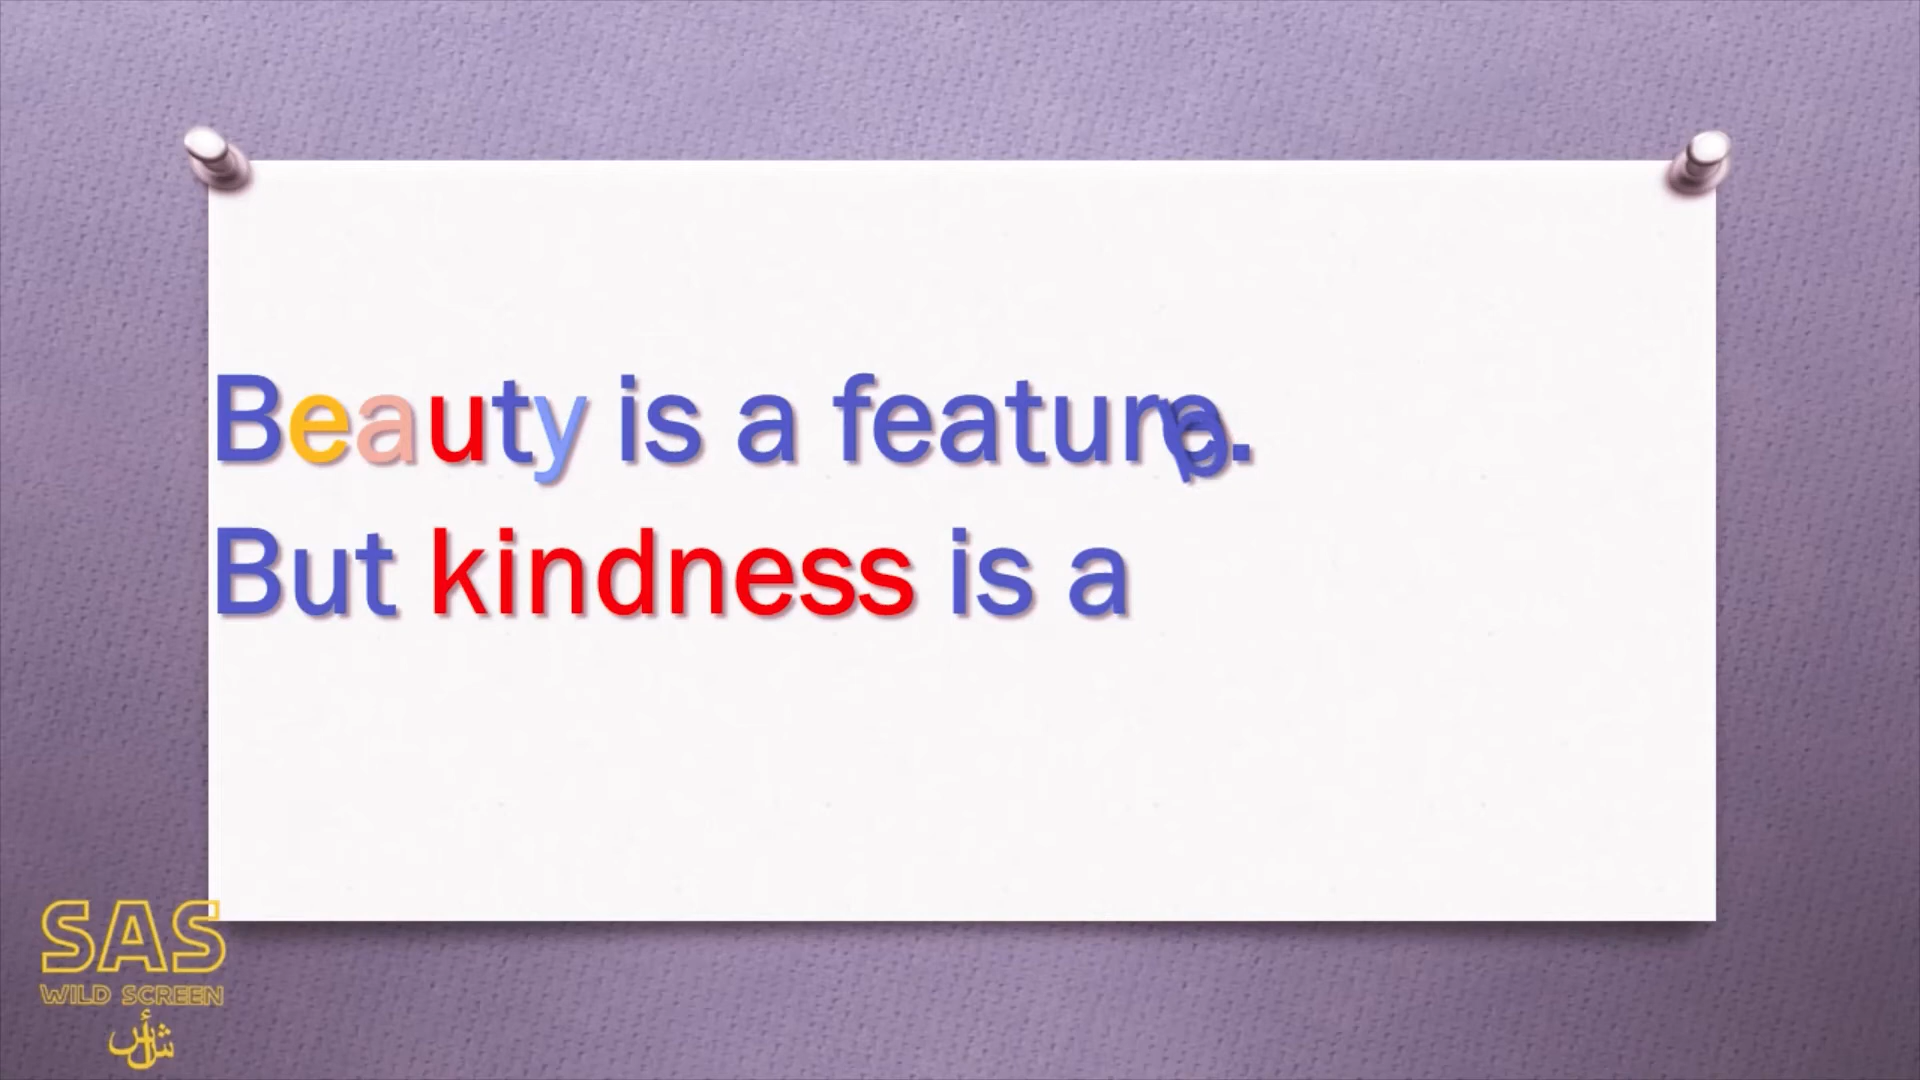 Beauty is a feature.
But kindness is a
SAS
WILD SCREEN